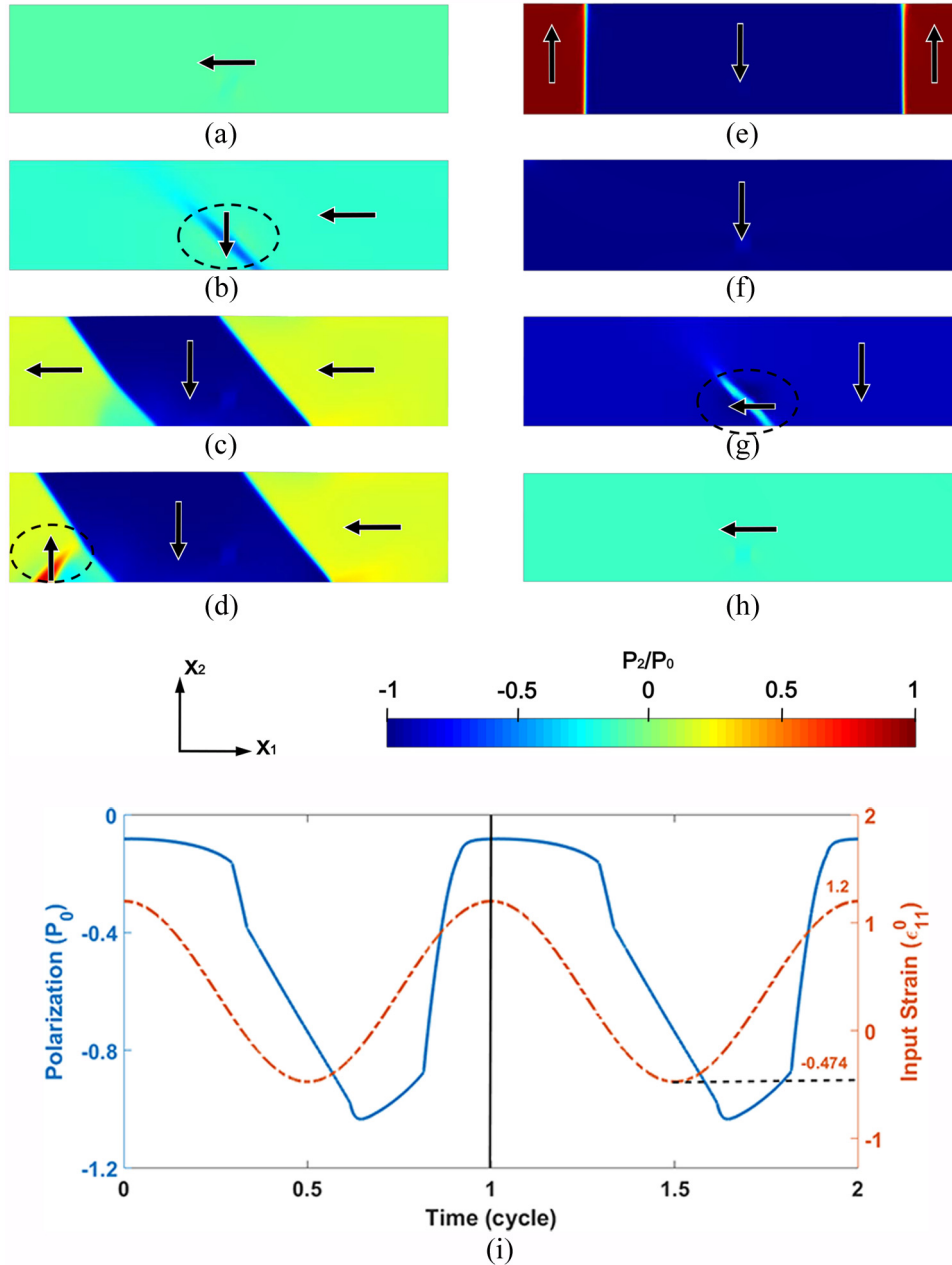 (a)
(e)
(b)
(f)
(c)
(g)
(d)
(h)
X2
X1
P2/P0
-1 -0.5 0 0.5 1
Polarization (P0)
0
-0.4
-0.8
-1.2
1.2
-0.474
2
1
0
-1
Input Strain (ϵ⁰₁₁)
0 0.5 1 1.5 2
Time (cycle)
(i)